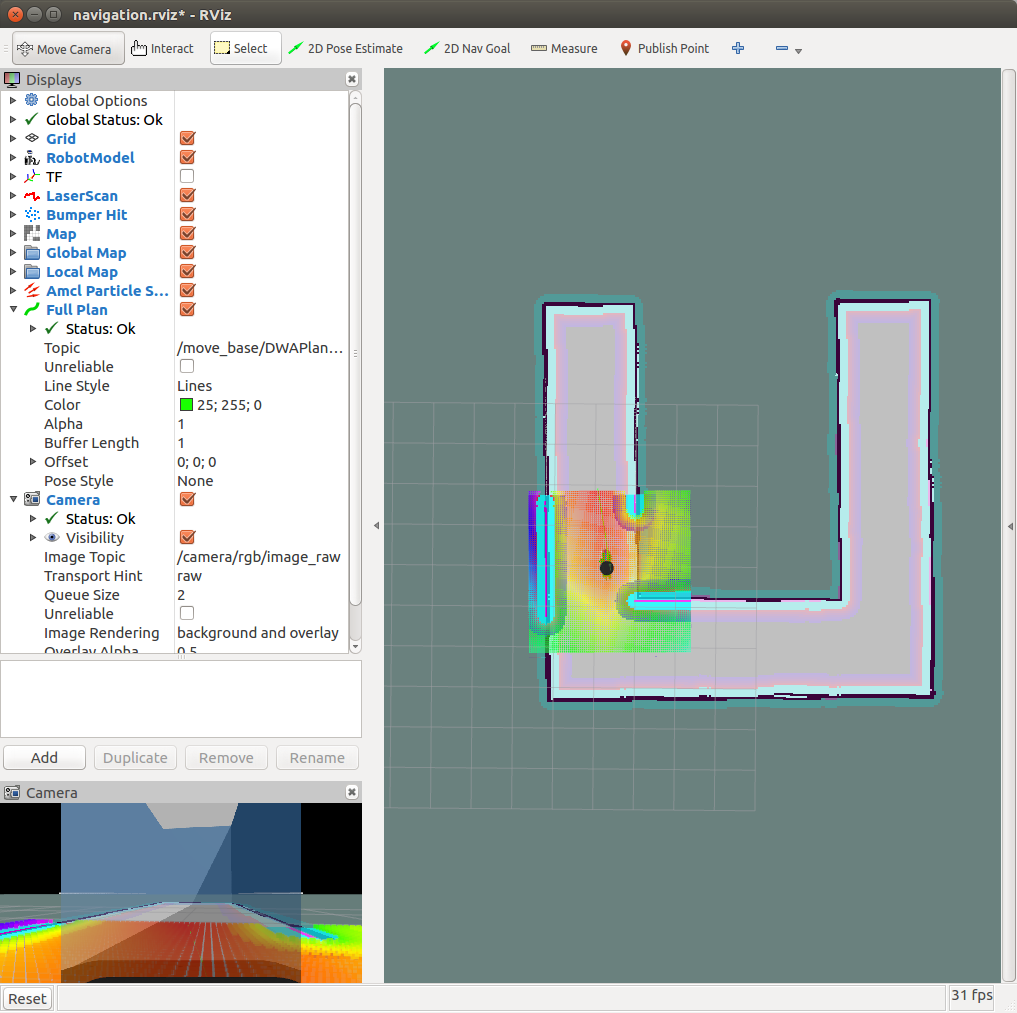 navigation.rviz* - RViz
Move Camera Interact Select 2D Pose Estimate 2D Nav Goal Measure Publish Point
Displays
Global Options
Global Status: Ok
Grid
RobotModel
TF
LaserScan
Bumper Hit
Map
Global Map
Local Map
Amcl Particle S...
Full Plan
Status: Ok
Topic /move_base/DWAPlan...
Unreliable
Line Style Lines
Color 25; 255; 0
Alpha 1
Buffer Length 1
Offset 0; 0; 0
Pose Style None
Camera
Status: Ok
Visibility
Image Topic /camera/rgb/image_raw
Transport Hint raw
Queue Size 2
Unreliable
Image Rendering background and overlay
Overlay Alpha 0.5
Add Duplicate Remove Rename
Camera
Reset 31 fps